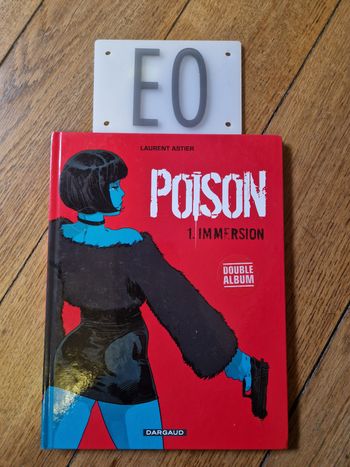 EO
LAURENT ASTIER
POISON
1. IMMERSION
DOUBLE
ALBUM
DARGAUD